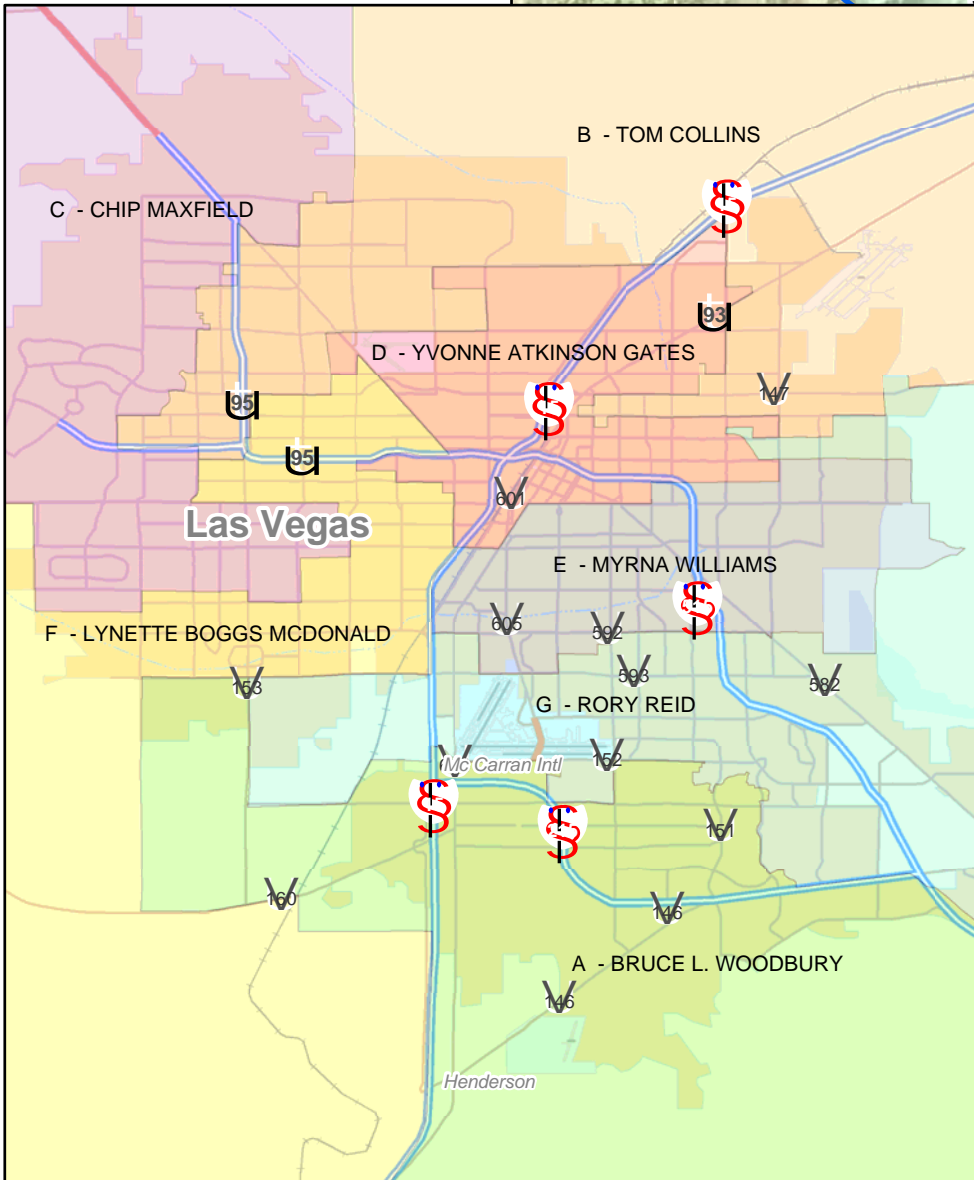 B - TOM COLLINS
C - CHIP MAXFIELD
93
D - YVONNE ATKINSON GATES
147
95
95
601
Las Vegas
E - MYRNA WILLIAMS
605
592
F - LYNETTE BOGGS MCDONALD
593
153
582
G - RORY REID
152
Mc Carran Intl
151
160
146
A - BRUCE L. WOODBURY
146
Henderson